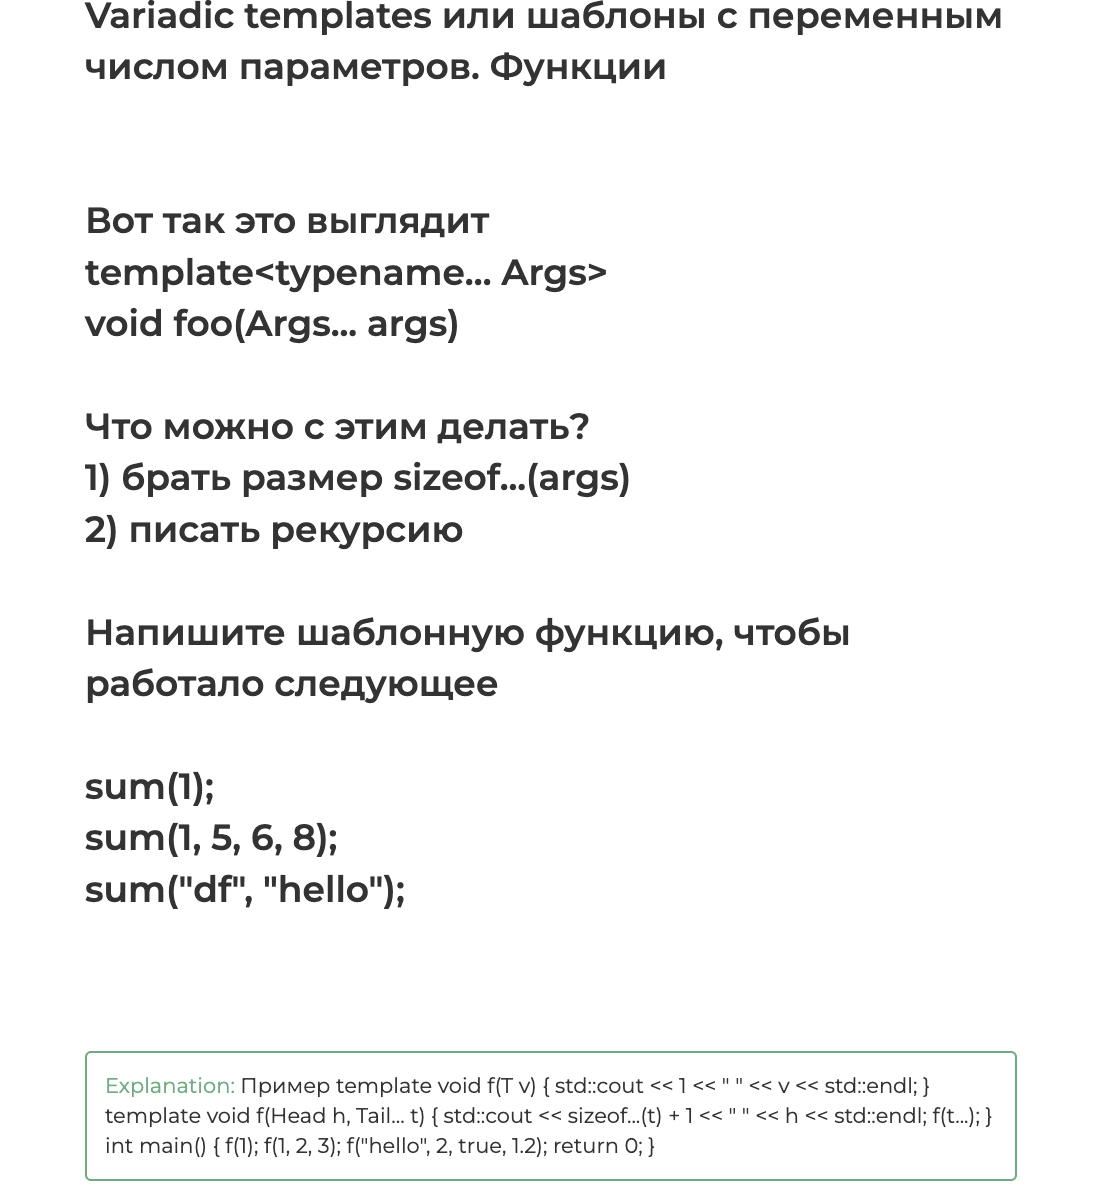 Variadic templates или шаблоны с переменным
числом параметров. Функции
Вот так это выглядит
template<typename... Args>
void foo(Args... args)
Что можно с этим делать?
1) брать размер sizeof...(args)
2) писать рекурсию
Напишите шаблонную функцию, чтобы
работало следующее
sum(1);
sum(1, 5, 6, 8);
sum("df", "hello");
Explanation: Пример template void f(T v) { std::cout << 1 << " " << v << std::endl; }
template void f(Head h, Tail... t) { std::cout << sizeof...(t) + 1 << " " << h << std::endl; f(t...); }
int main() { f(1); f(1, 2, 3); f("hello", 2, true, 1.2); return 0; }